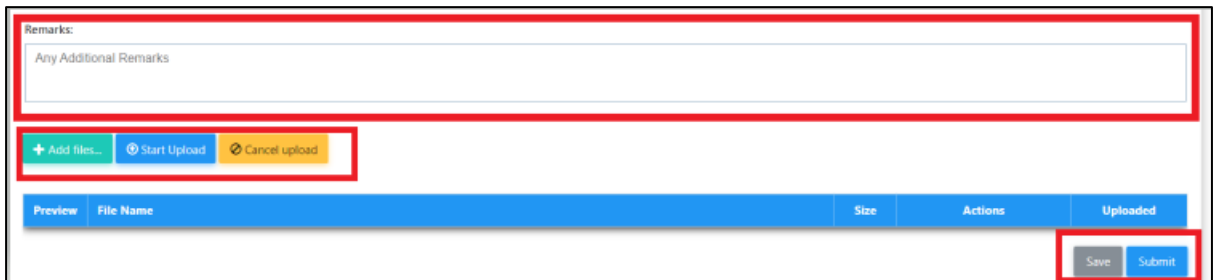 Remarks:
Any Additional Remarks
Add files... Start Upload Cancel upload
Preview File Name Size Actions Uploaded
Save Submit